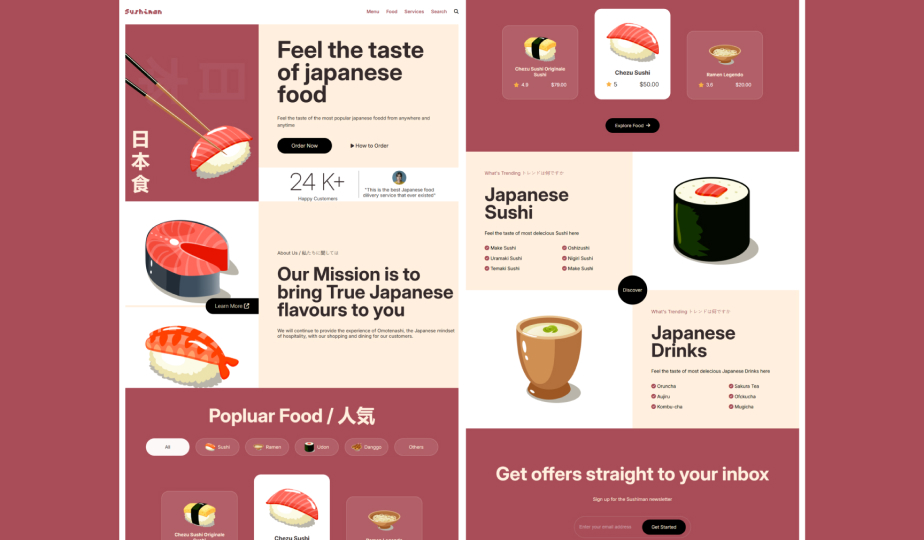 Sushiman
Menu
Food
Services
Search
日本食
Feel the taste
of japanese
food
Feel the taste of the most popular japanese foodd from anywhere and
anytime
Order Now
How to Order
24 K+
Happy Customers
"This is the best Japanese food
delivery service that ever existed"
Learn More
About Us / 私たちに関しては
Our Mission is to
bring True Japanese
flavours to you
We will continue to provide the experience of Omotenashi, the Japanese mindset
of hospitality, with our shopping and dining for our customers.
Popluar Food / 人気
All
Sushi
Ramen
Udon
Danggo
Others
Chezu Sushi Originale
Chezu Sushi
Ramen Legendo
Chezu Sushi Originale
Sushi
4.9
$79.00
Chezu Sushi
5
$50.00
Ramen Legendo
3.9
$20.90
Explore Food
What's Trending トレンドは何ですか
Japanese
Sushi
Feel the taste of most delecious Sushi here
Make Sushi
Oshizushi
Uramaki Sushi
Nigiri Sushi
Temaki Sushi
Make Sushi
Discover
What's Trending トレンドは何ですか
Japanese
Drinks
Feel the taste of most delecious Japanese Drinks here
Oruncha
Sakura Tea
Aujiru
Ofokucha
Kombu-cha
Mugicha
Get offers straight to your inbox
Sign up for the Sushiman newsletter
Enter your email address
Get Started